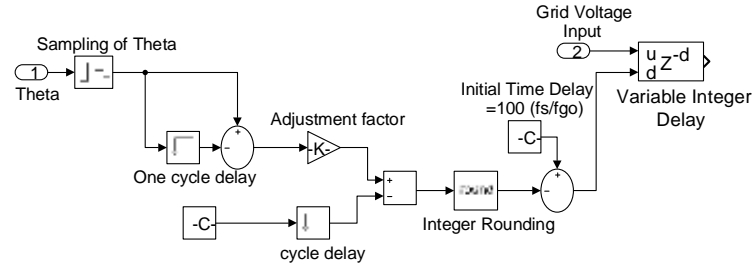 Grid Voltage
Input
2
u
d
Z-d
Variable Integer
Delay
Sampling of Theta
1
Theta
Initial Time Delay
=100 (fs/fgo)
-C-
Adjustment factor
-K-
One cycle delay
round
Integer Rounding
-C-
cycle delay